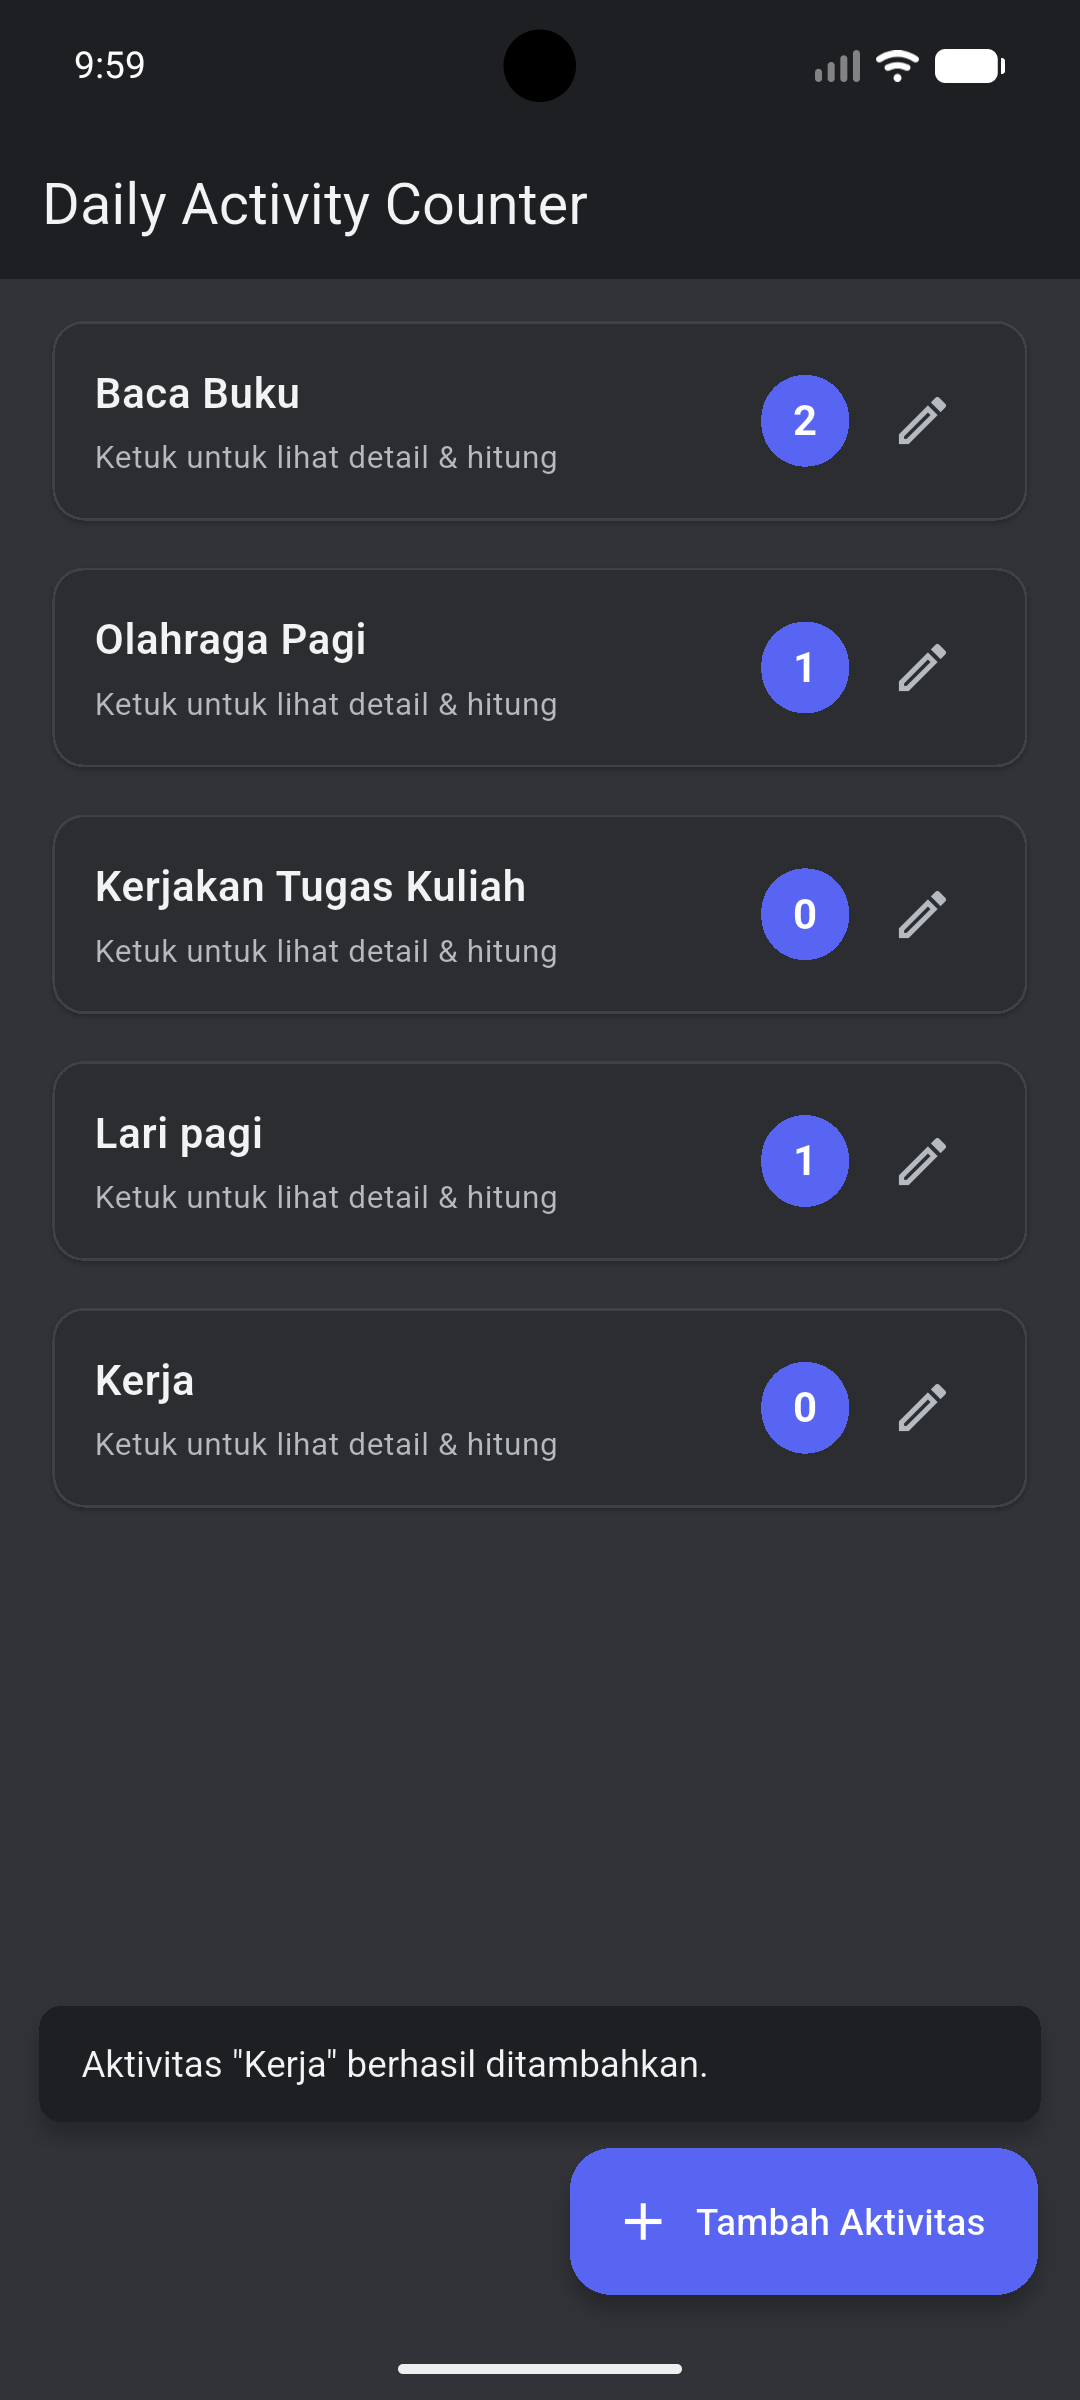 9:59
Daily Activity Counter
Baca Buku
Ketuk untuk lihat detail & hitung
2
Olahraga Pagi
Ketuk untuk lihat detail & hitung
1
Kerjakan Tugas Kuliah
Ketuk untuk lihat detail & hitung
0
Lari pagi
Ketuk untuk lihat detail & hitung
1
Kerja
Ketuk untuk lihat detail & hitung
0
Aktivitas "Kerja" berhasil ditambahkan.
Tambah Aktivitas